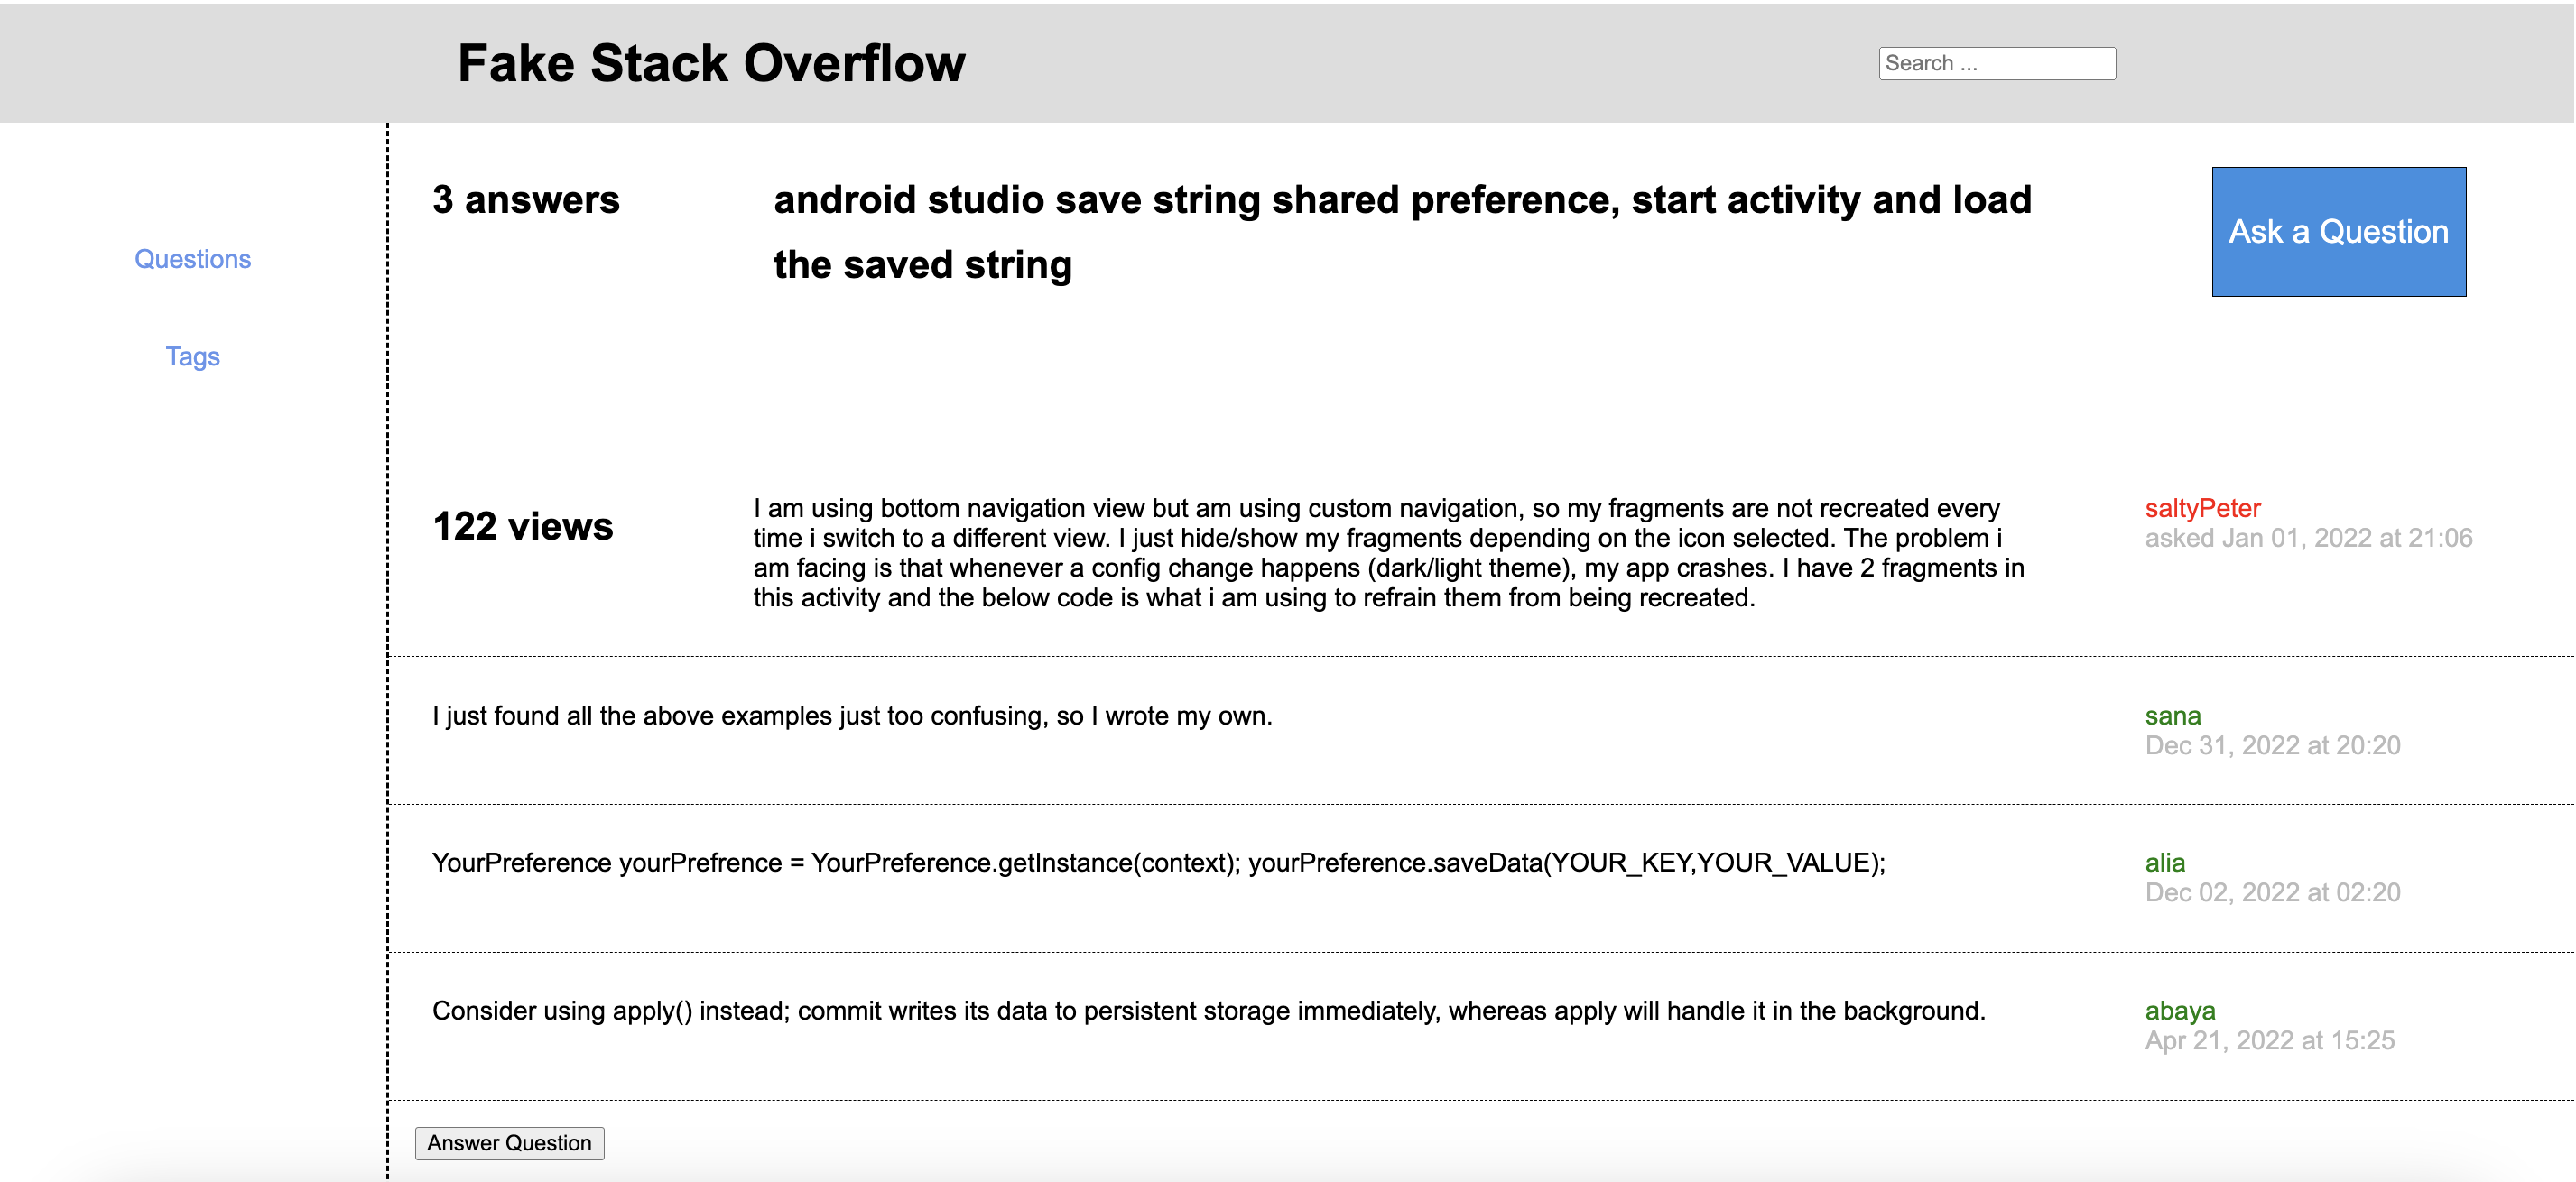 Fake Stack Overflow
Search ...
Questions
Tags
3 answers
android studio save string shared preference, start activity and load
the saved string
Ask a Question
122 views
I am using bottom navigation view but am using custom navigation, so my fragments are not recreated every
time i switch to a different view. I just hide/show my fragments depending on the icon selected. The problem i
am facing is that whenever a config change happens (dark/light theme), my app crashes. I have 2 fragments in
this activity and the below code is what i am using to refrain them from being recreated.
saltyPeter
asked Jan 01, 2022 at 21:06
I just found all the above examples just too confusing, so I wrote my own.
sana
Dec 31, 2022 at 20:20
YourPreference yourPrefrence = YourPreference.getInstance(context); yourPreference.saveData(YOUR_KEY,YOUR_VALUE);
alia
Dec 02, 2022 at 02:20
Consider using apply() instead; commit writes its data to persistent storage immediately, whereas apply will handle it in the background.
abaya
Apr 21, 2022 at 15:25
Answer Question